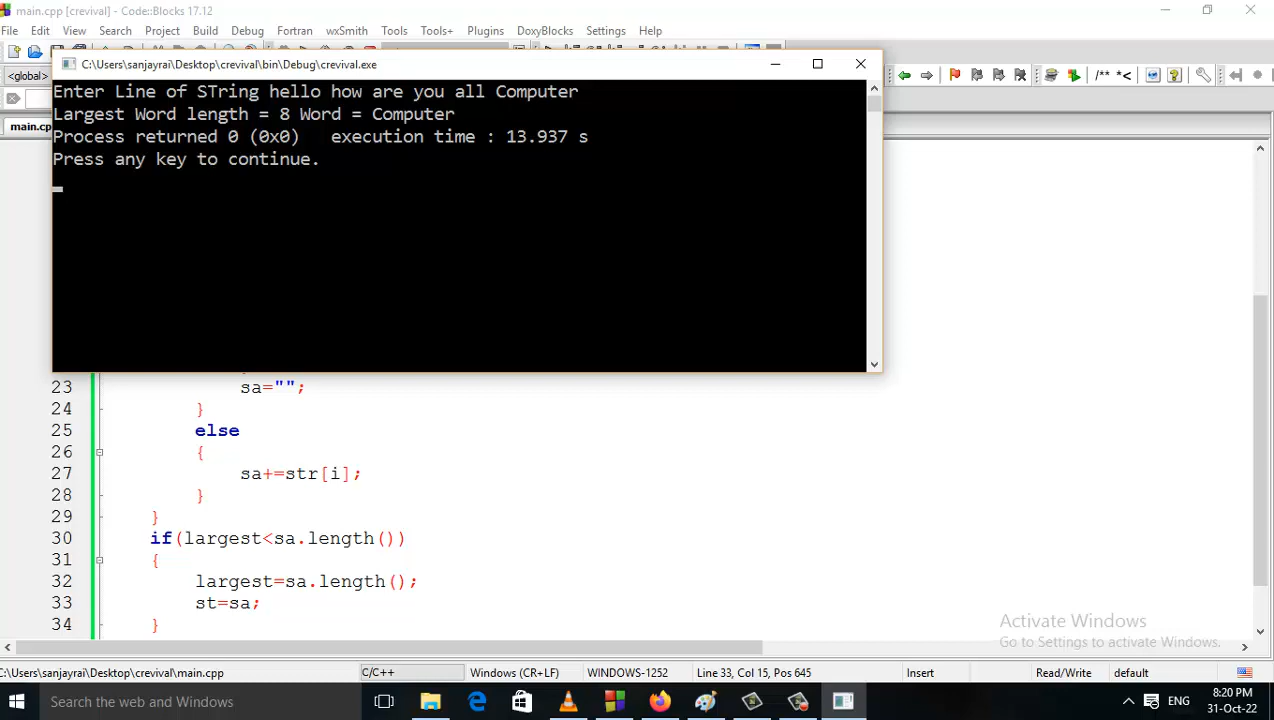 main.cpp [crevival] - Code::Blocks 17.12
File Edit View Search Project Build Debug Fortran wxSmith Tools Tools+ Plugins DoxyBlocks Settings Help
C:\Users\sanjayrai\Desktop\crevival\bin\Debug\crevival.exe
<global>
/** *<
main.cp
Enter Line of STring hello how are you all Computer
Largest Word length = 8 Word = Computer
Process returned 0 (0x0) execution time : 13.937 s
Press any key to continue.
23 sa="";
24 }
25 else
26 {
27 sa+=str[i];
28 }
29 }
30 if(largest<sa.length())
31 {
32 largest=sa.length();
33 st=sa;
34 }
Activate Windows
Go to Settings to activate Windows.
C:\Users\sanjayrai\Desktop\crevival\main.cpp C/C++ Windows (CR+LF) WINDOWS-1252 Line 33, Col 15, Pos 645 Insert Read/Write default
Search the web and Windows
ENG
8:20 PM
31-Oct-22